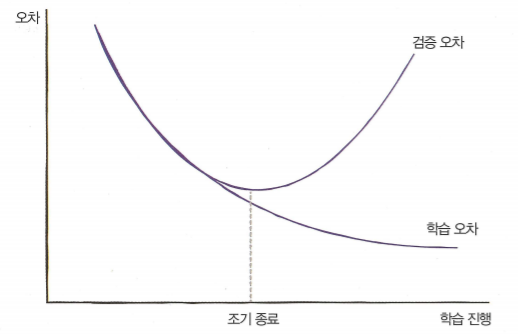 오차
검증 오차
학습 오차
조기 종료
학습 진행